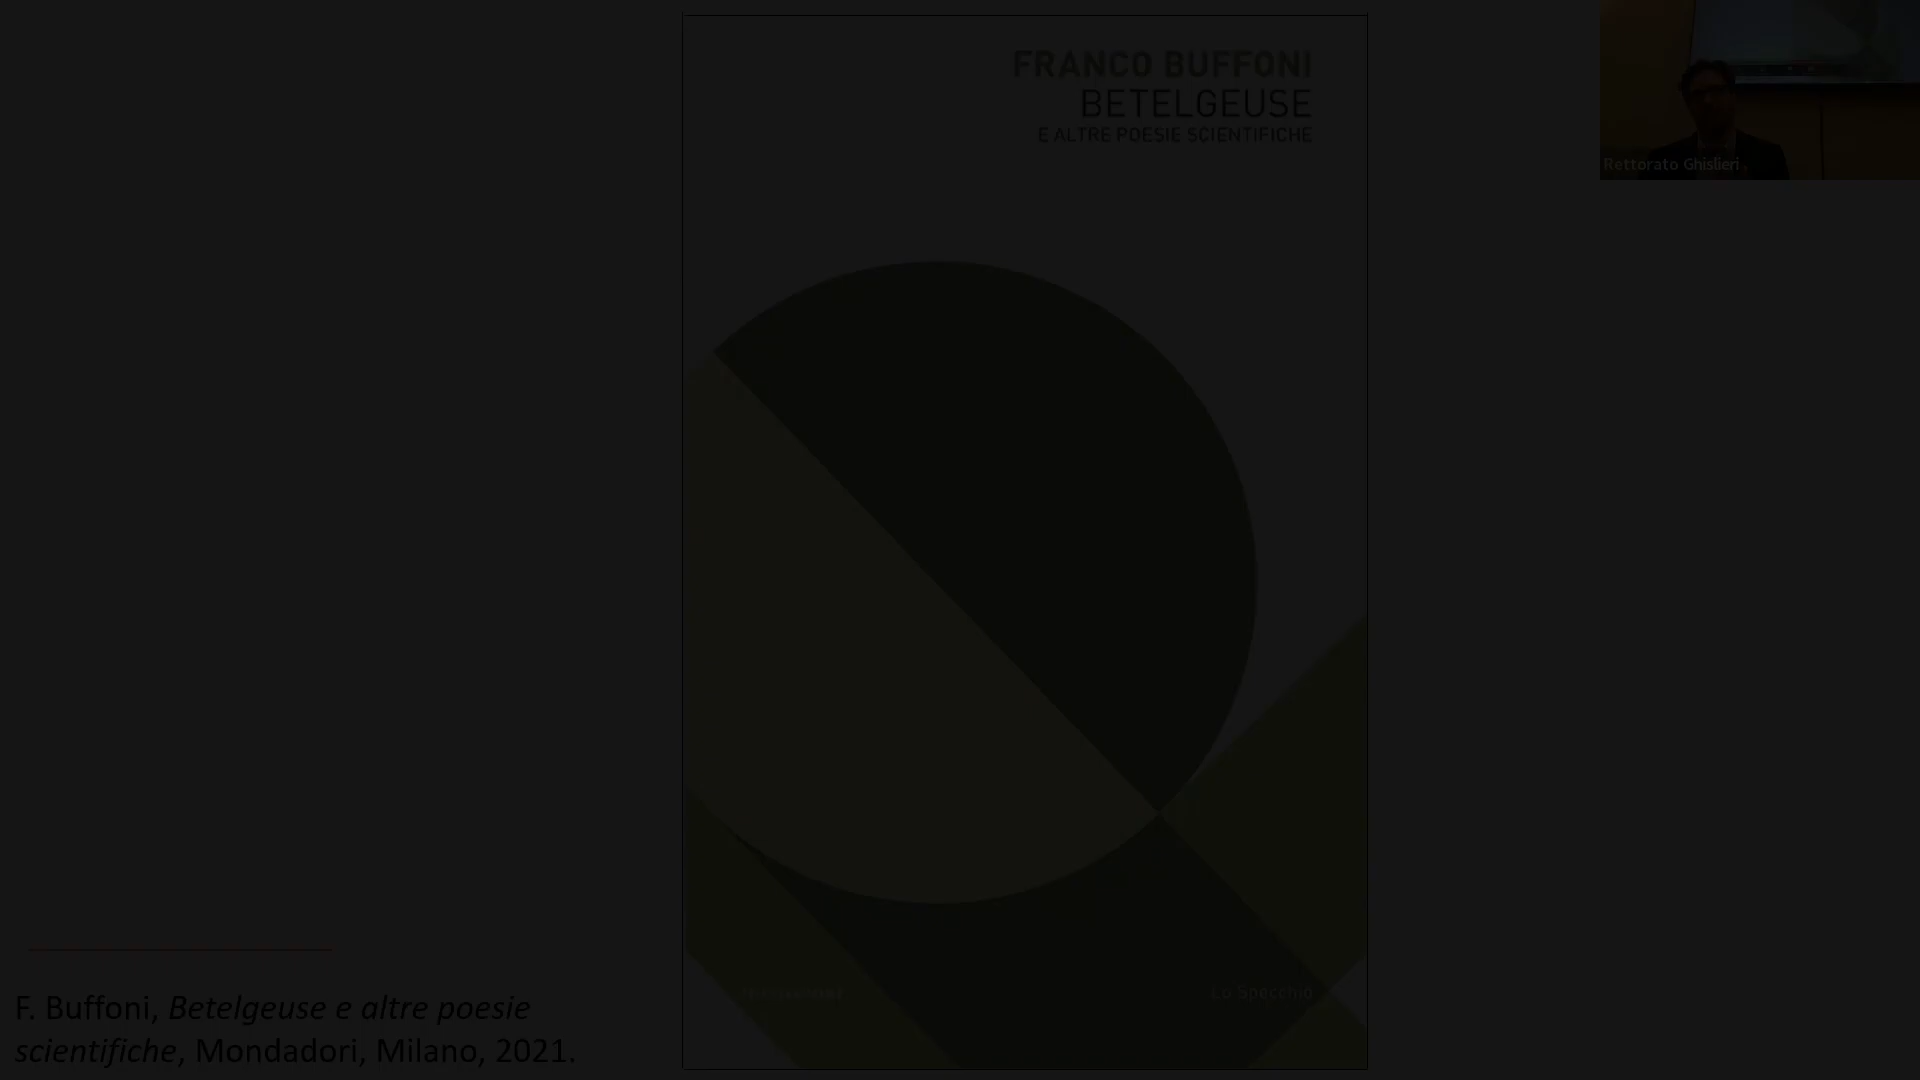 FRANCO BUFFONI
BETELGEUSE
E ALTRE POESIE SCIENTIFICHE
Rettorato Ghislieri
Lo Specchio
F. Buffoni, Betelgeuse e altre poesie
scientifiche, Mondadori, Milano, 2021.